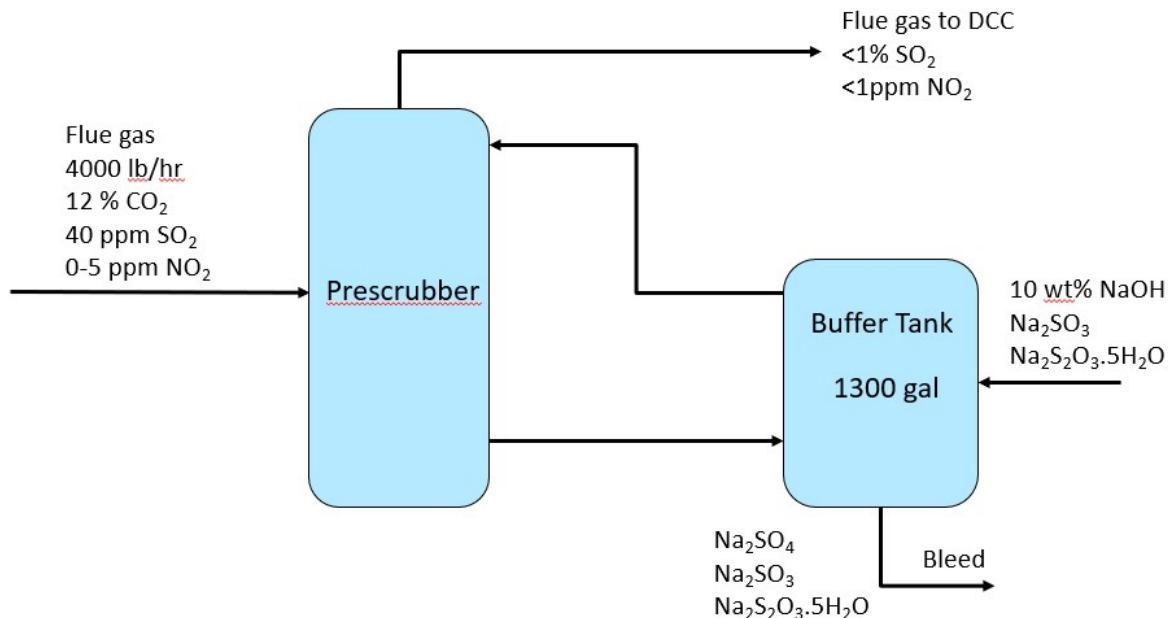 Flue gas to DCC
<1% SO₂
<1ppm NO₂
Flue gas
4000 lb/hr
12 % CO₂
40 ppm SO₂
0-5 ppm NO₂
Prescrubber
Buffer Tank
1300 gal
10 wt% NaOH
Na₂SO₃
Na₂S₂O₃.5H₂O
Na₂SO₄
Na₂SO₃
Na₂S₂O₃.5H₂O
Bleed